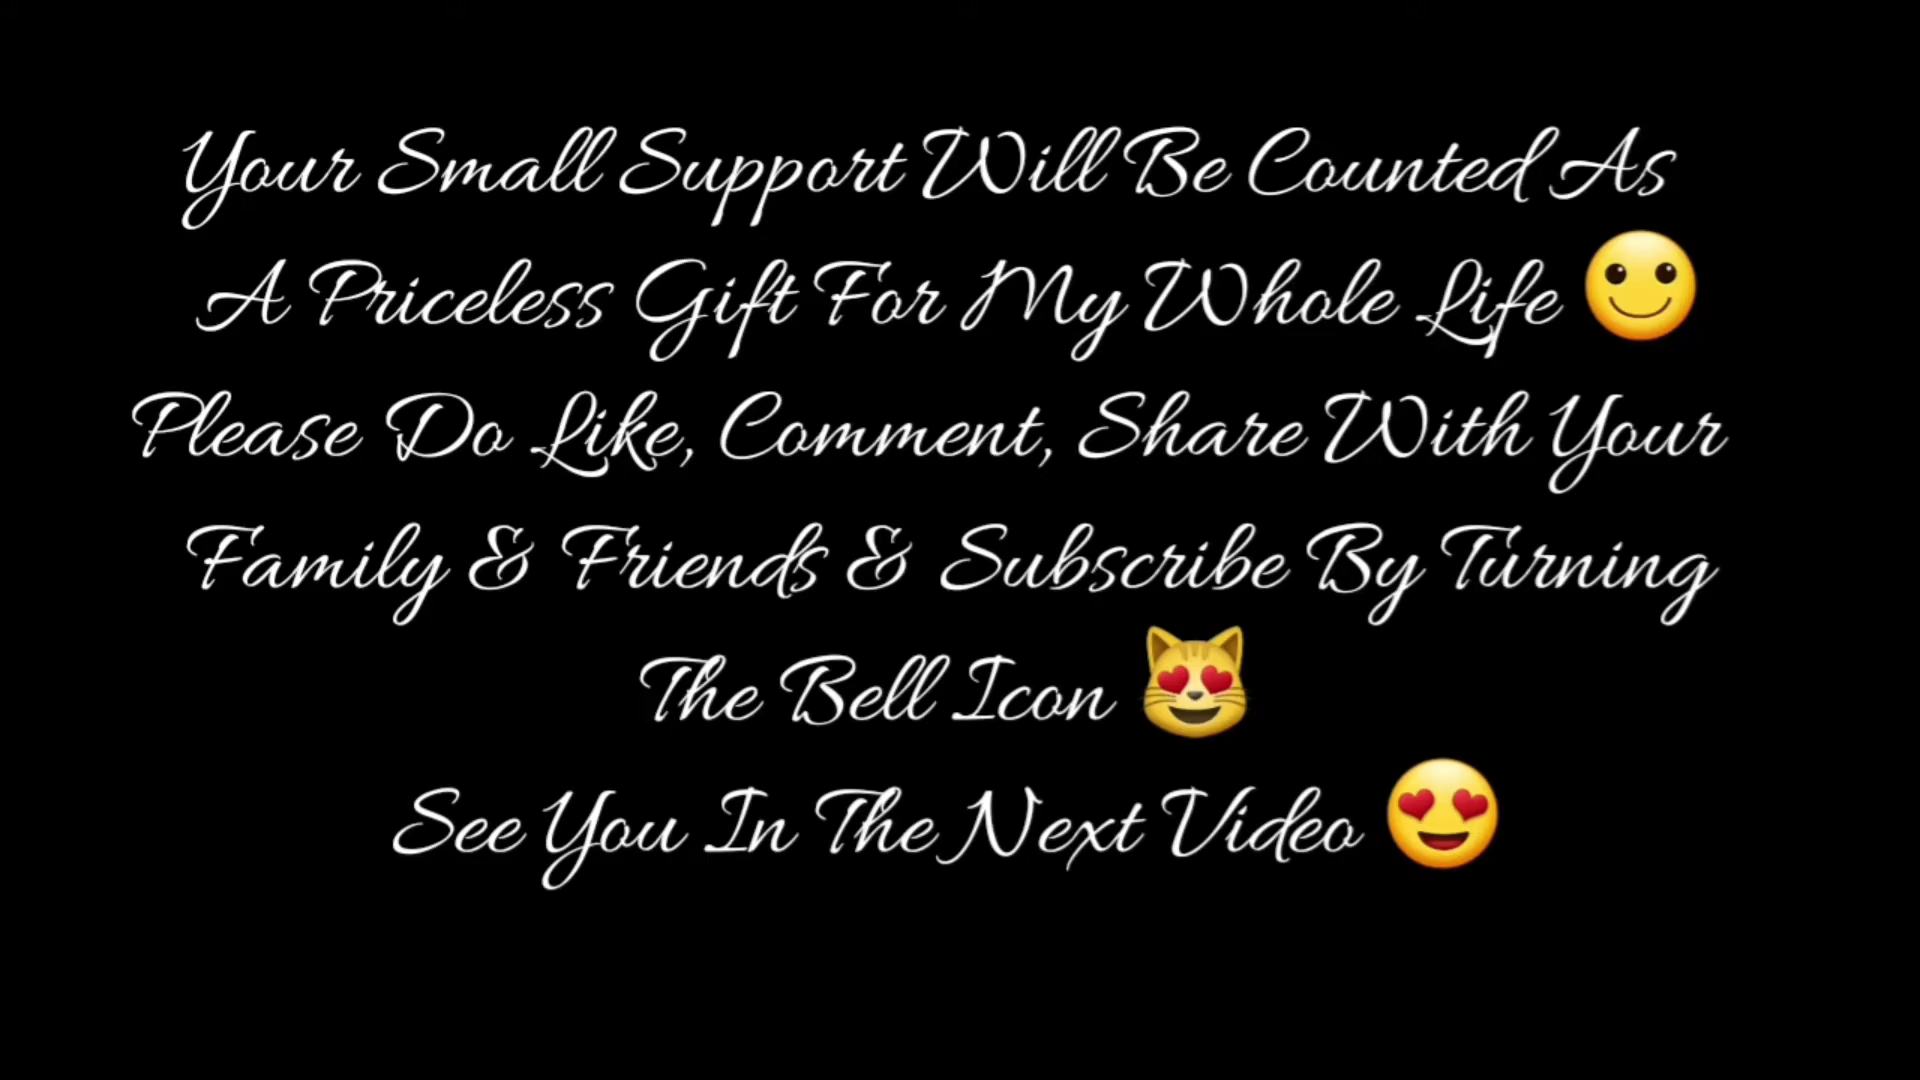 Your Small Support Will Be Counted As
A Priceless Gift For My Whole Life 🙂
Please Do Like, Comment, Share With Your
Family & Friends & Subscribe By Turning
The Bell Icon 😻
See You In The Next Video 😍